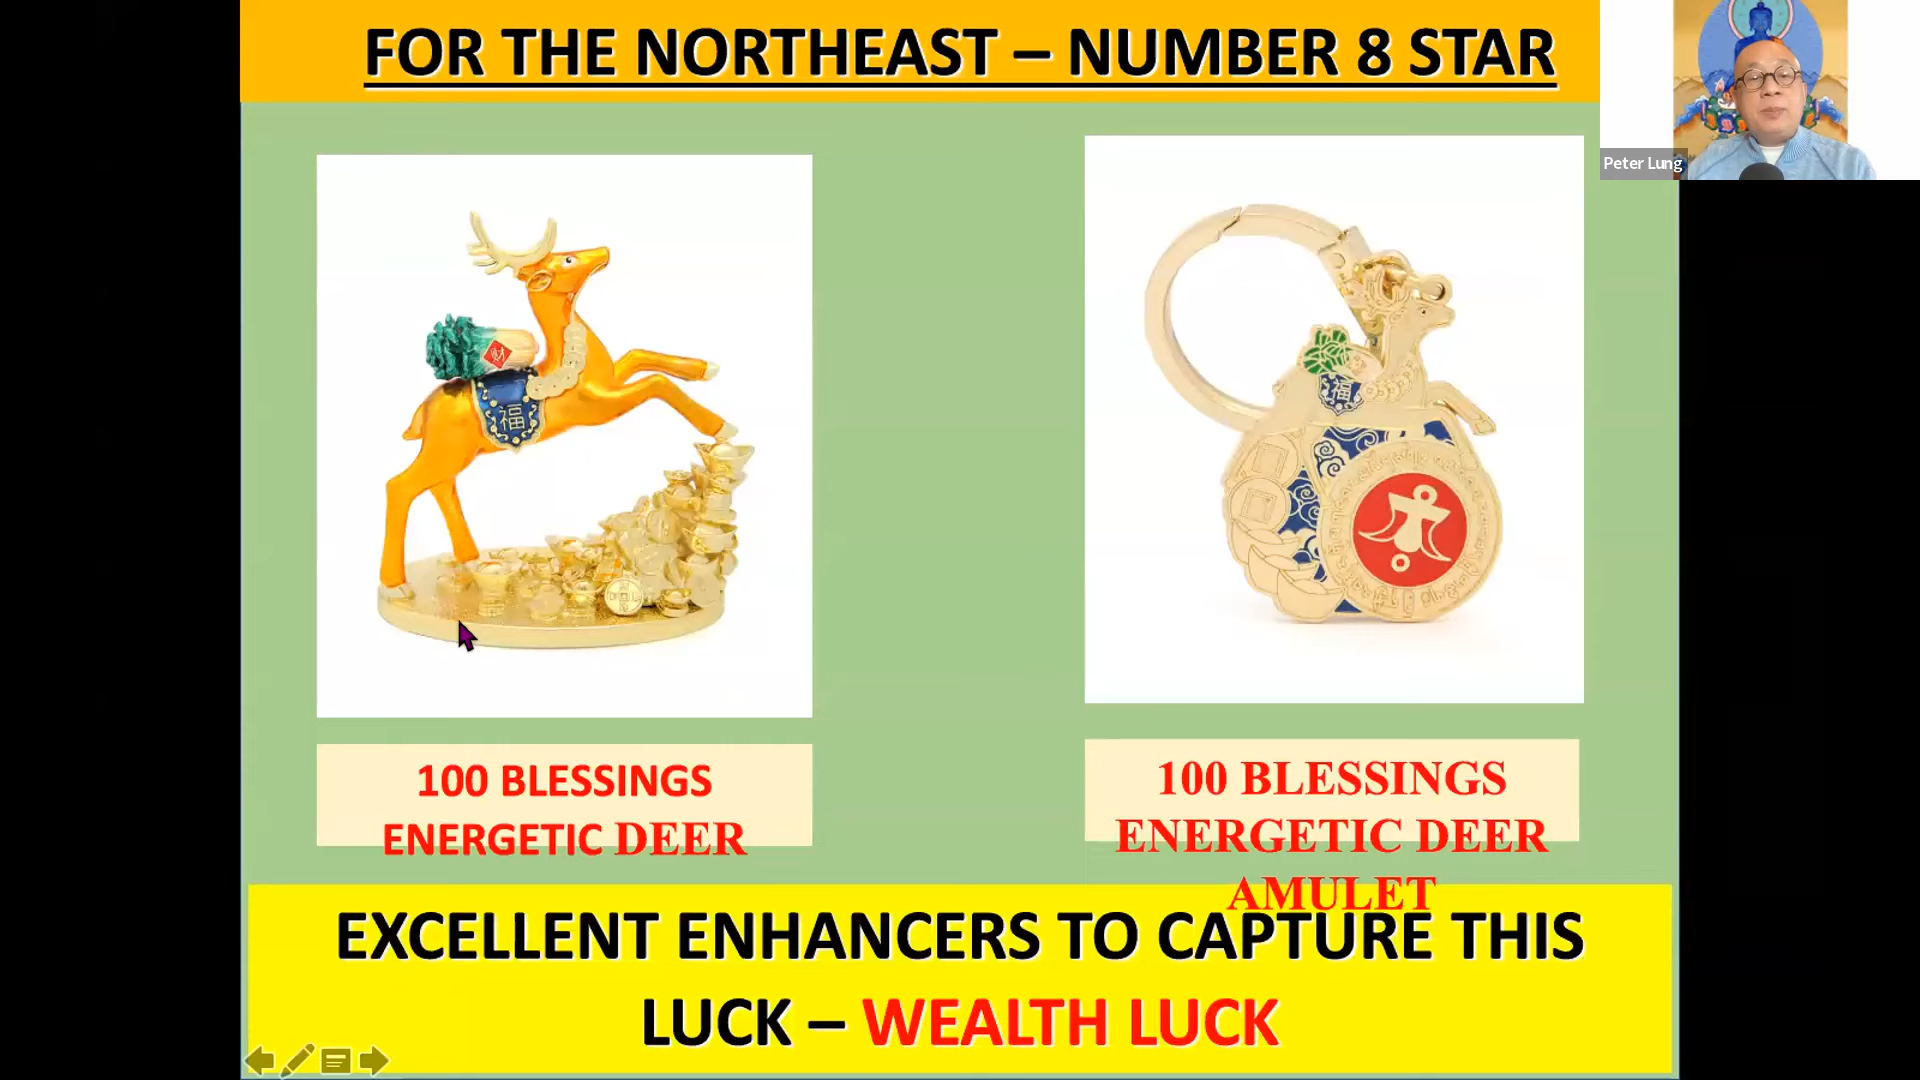 FOR THE NORTHEAST – NUMBER 8 STAR
Peter Lung
财
福
福
100 BLESSINGS
ENERGETIC DEER
100 BLESSINGS
ENERGETIC DEER
AMULET
EXCELLENT ENHANCERS TO CAPTURE THIS
LUCK – WEALTH LUCK